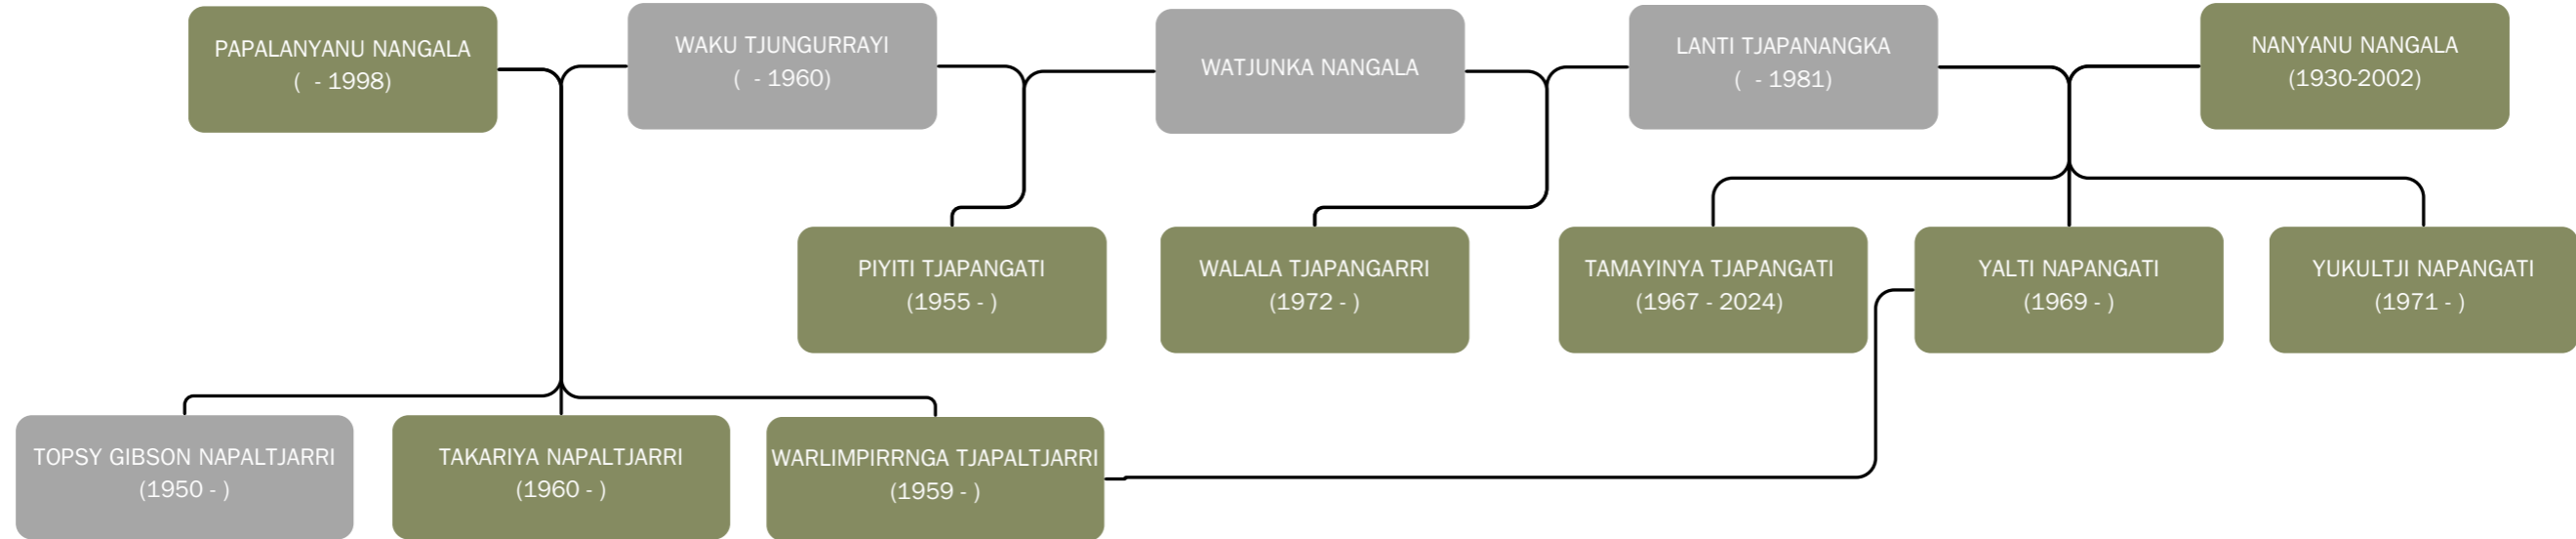 PAPALANYANU NANGALA
(  - 1998)
WAKU TJUNGURRAYI
(  - 1960)
WATJUNKA NANGALA
LANTI TJAPANANGKA
(  - 1981)
NANYANU NANGALA
(1930-2002)
PIYITI TJAPANGATI
(1955 - )
WALALA TJAPANGARRI
(1972 - )
TAMAYINYA TJAPANGATI
(1967 - 2024)
YALTI NAPANGATI
(1969 - )
YUKULTJI NAPANGATI
(1971 - )
TOPSY GIBSON NAPALTJARRI
(1950 - )
TAKARIYA NAPALTJARRI
(1960 - )
WARLIMPIRRNGA TJAPALTJARRI
(1959 - )